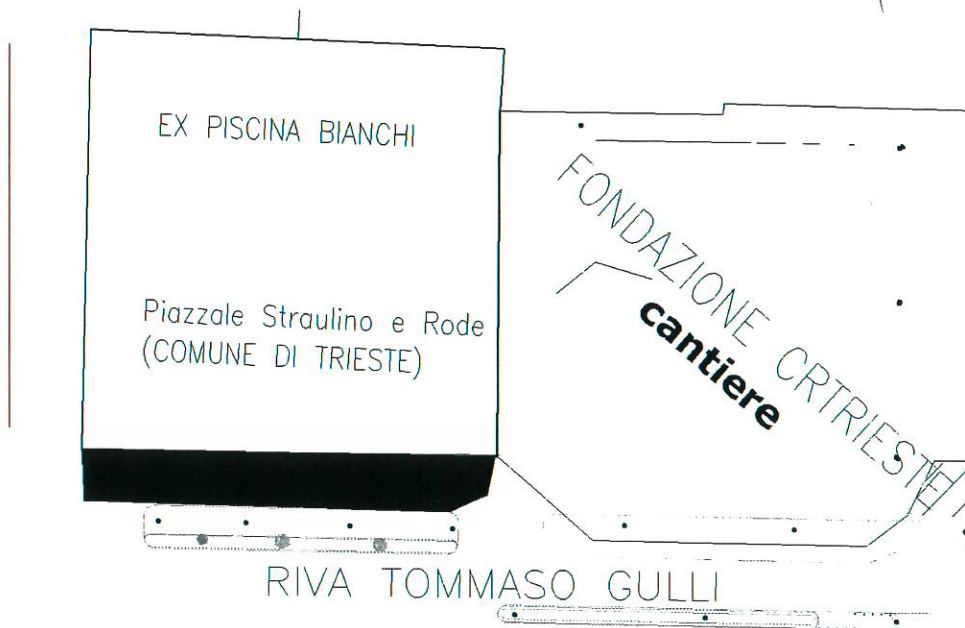 EX PISCINA BIANCHI
Piazzale Straulino e Rode
(COMUNE DI TRIESTE)
FONDAZIONE CRTRIESTE
cantiere
RIVA TOMMASO GULLI